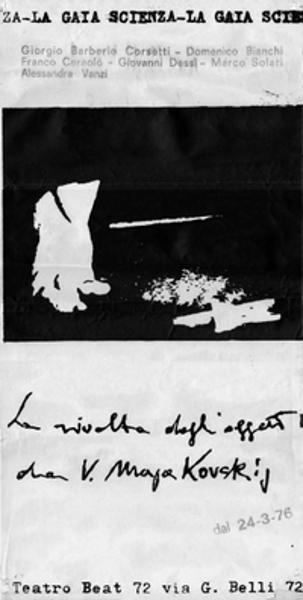 ZA-LA GAIA SCIENZA-LA GAIA SCIE
Giorgio Barberio Corsetti - Domenico Bianchi
Franco Cereolo - Giovanni Dessì - Marco Solari
Alessandra Vanzi
La rivolta degli oggetti
da V. Majakovskij
dal 24-3-76
Teatro Beat 72 via G. Belli 72